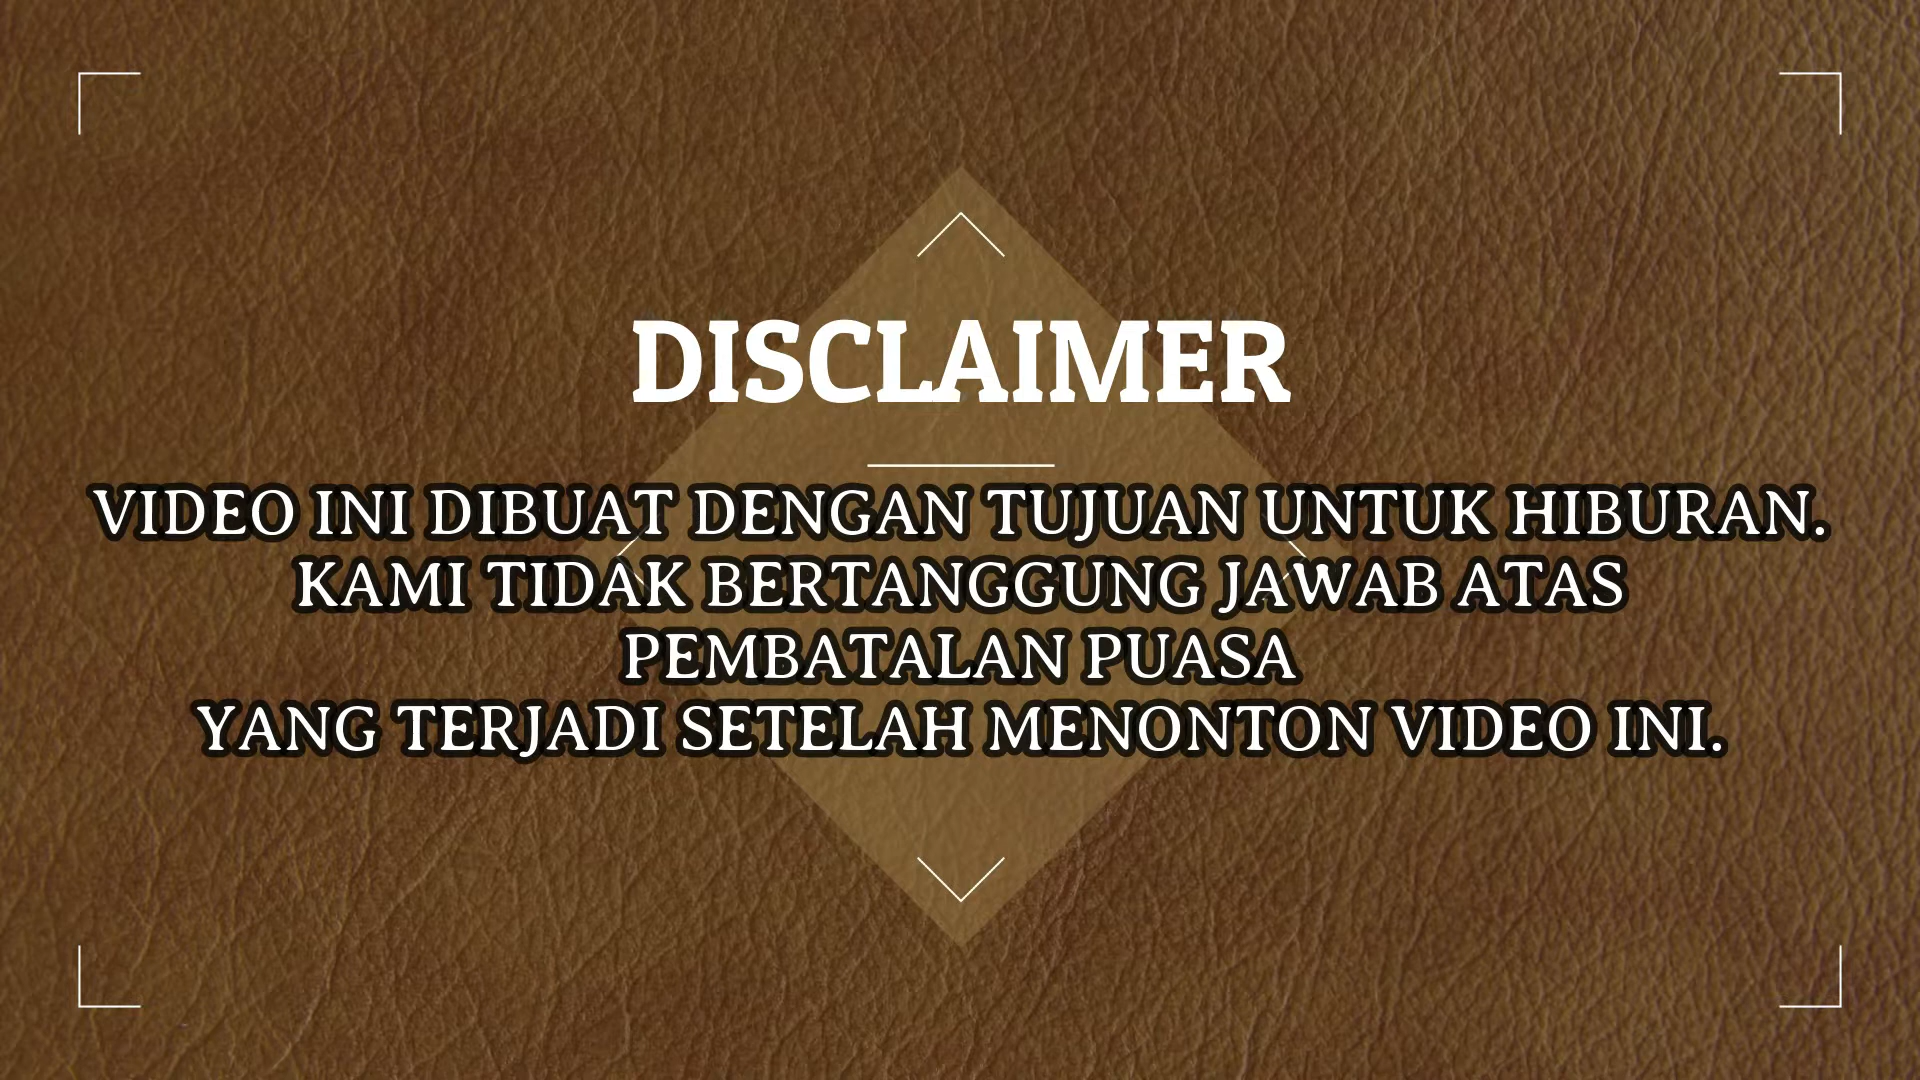 DISCLAIMER
VIDEO INI DIBUAT DENGAN TUJUAN UNTUK HIBURAN.
KAMI TIDAK BERTANGGUNG JAWAB ATAS
PEMBATALAN PUASA
YANG TERJADI SETELAH MENONTON VIDEO INI.